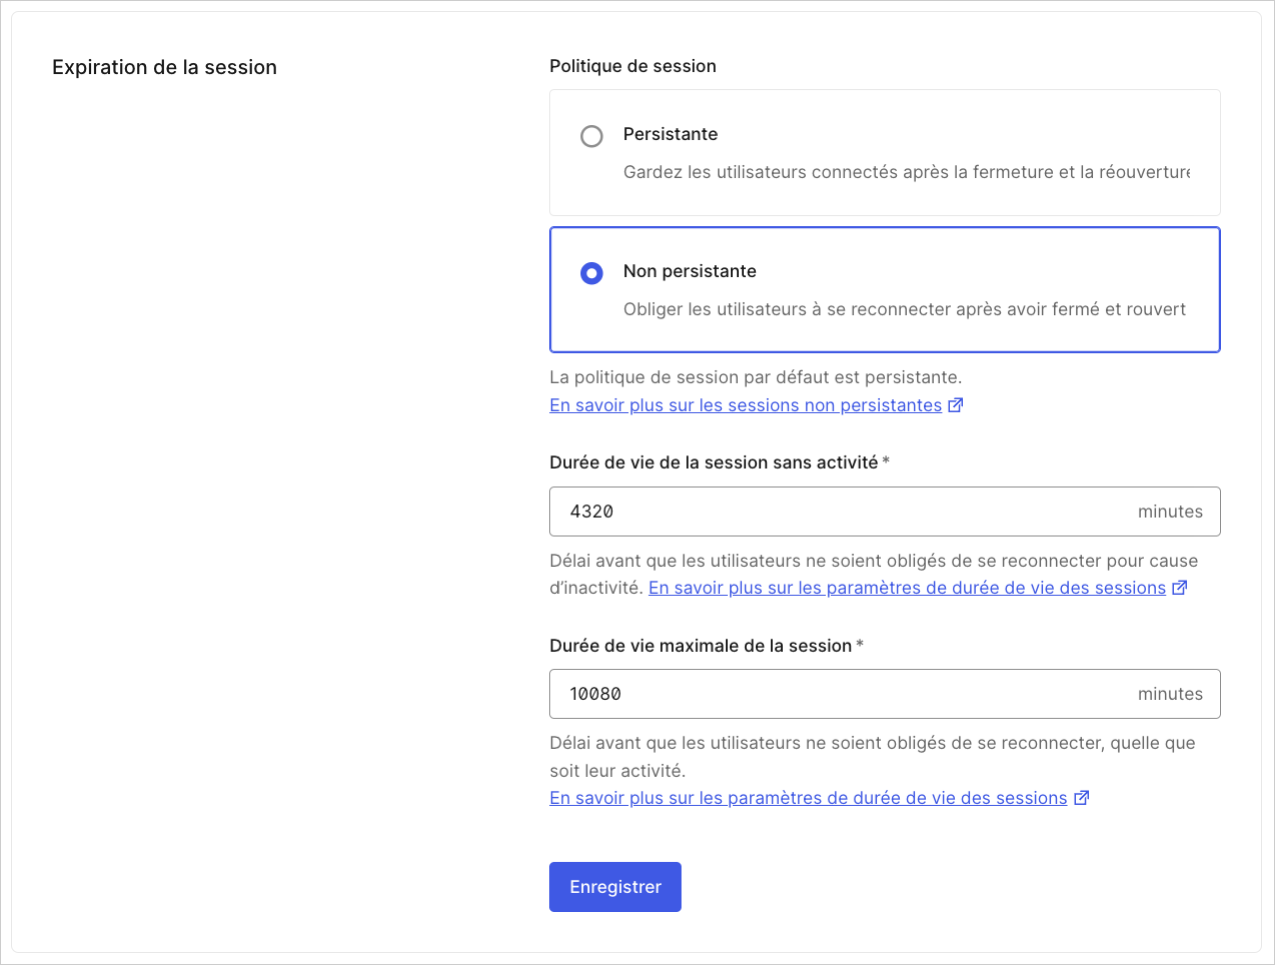 Expiration de la session
Politique de session
Persistante
Gardez les utilisateurs connectés après la fermeture et la réouverture
Non persistante
Obliger les utilisateurs à se reconnecter après avoir fermé et rouvert
La politique de session par défaut est persistante.
En savoir plus sur les sessions non persistantes
Durée de vie de la session sans activité *
4320 minutes
Délai avant que les utilisateurs ne soient obligés de se reconnecter pour cause
d’inactivité. En savoir plus sur les paramètres de durée de vie des sessions
Durée de vie maximale de la session *
10080 minutes
Délai avant que les utilisateurs ne soient obligés de se reconnecter, quelle que
soit leur activité.
En savoir plus sur les paramètres de durée de vie des sessions
Enregistrer